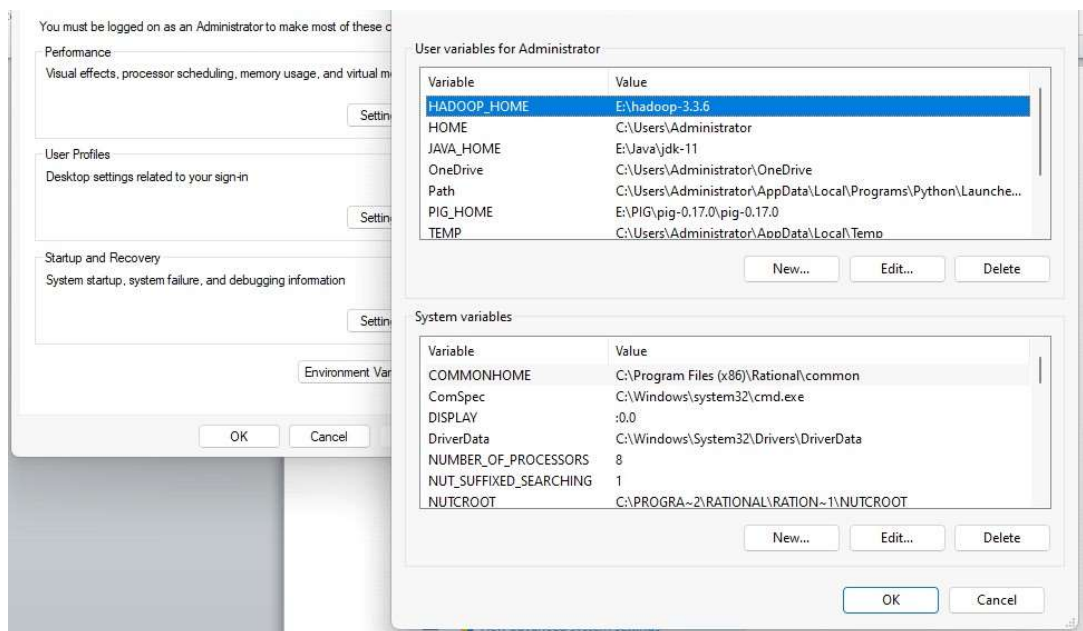 You must be logged on as an Administrator to make most of these c
Performance
Visual effects, processor scheduling, memory usage, and virtual m
Settin
User Profiles
Desktop settings related to your sign-in
Settin
Startup and Recovery
System startup, system failure, and debugging information
Settin
Environment Var
OK Cancel
User variables for Administrator
Variable Value
HADOOP_HOME E:\hadoop-3.3.6
HOME C:\Users\Administrator
JAVA_HOME E:\Java\jdk-11
OneDrive C:\Users\Administrator\OneDrive
Path C:\Users\Administrator\AppData\Local\Programs\Python\Launche...
PIG_HOME E:\PIG\pig-0.17.0\pig-0.17.0
TEMP C:\Users\Administrator\AppData\Local\Temp
New... Edit... Delete
System variables
Variable Value
COMMONHOME C:\Program Files (x86)\Rational\common
ComSpec C:\Windows\system32\cmd.exe
DISPLAY :0.0
DriverData C:\Windows\System32\Drivers\DriverData
NUMBER_OF_PROCESSORS 8
NUT_SUFFIXED_SEARCHING 1
NUTCROOT C:\PROGRA~2\RATIONAL\RATION~1\NUTCROOT
New... Edit... Delete
OK Cancel